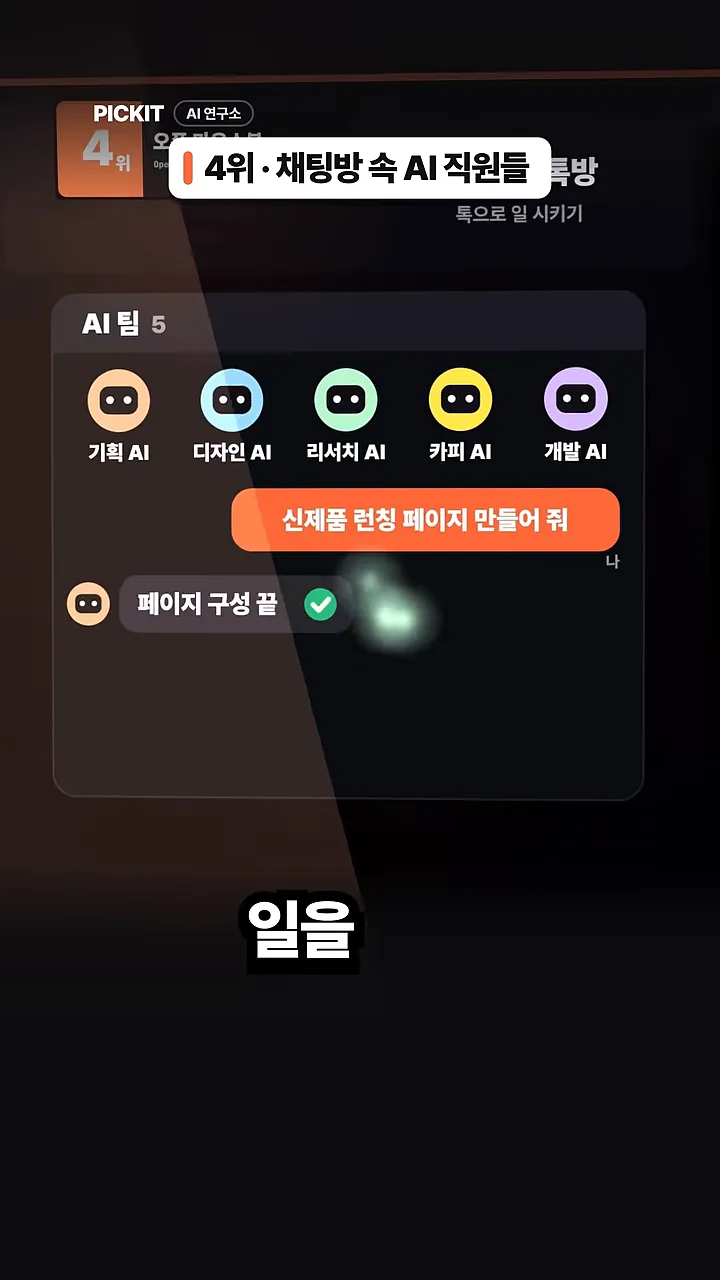 PICKIT AI 연구소
4위
4위 · 채팅방 속 AI 직원들
톡방
톡으로 일 시키기
AI 팀 5
기획 AI
디자인 AI
리서치 AI
카피 AI
개발 AI
신제품 런칭 페이지 만들어 줘
나
페이지 구성 끝
일을